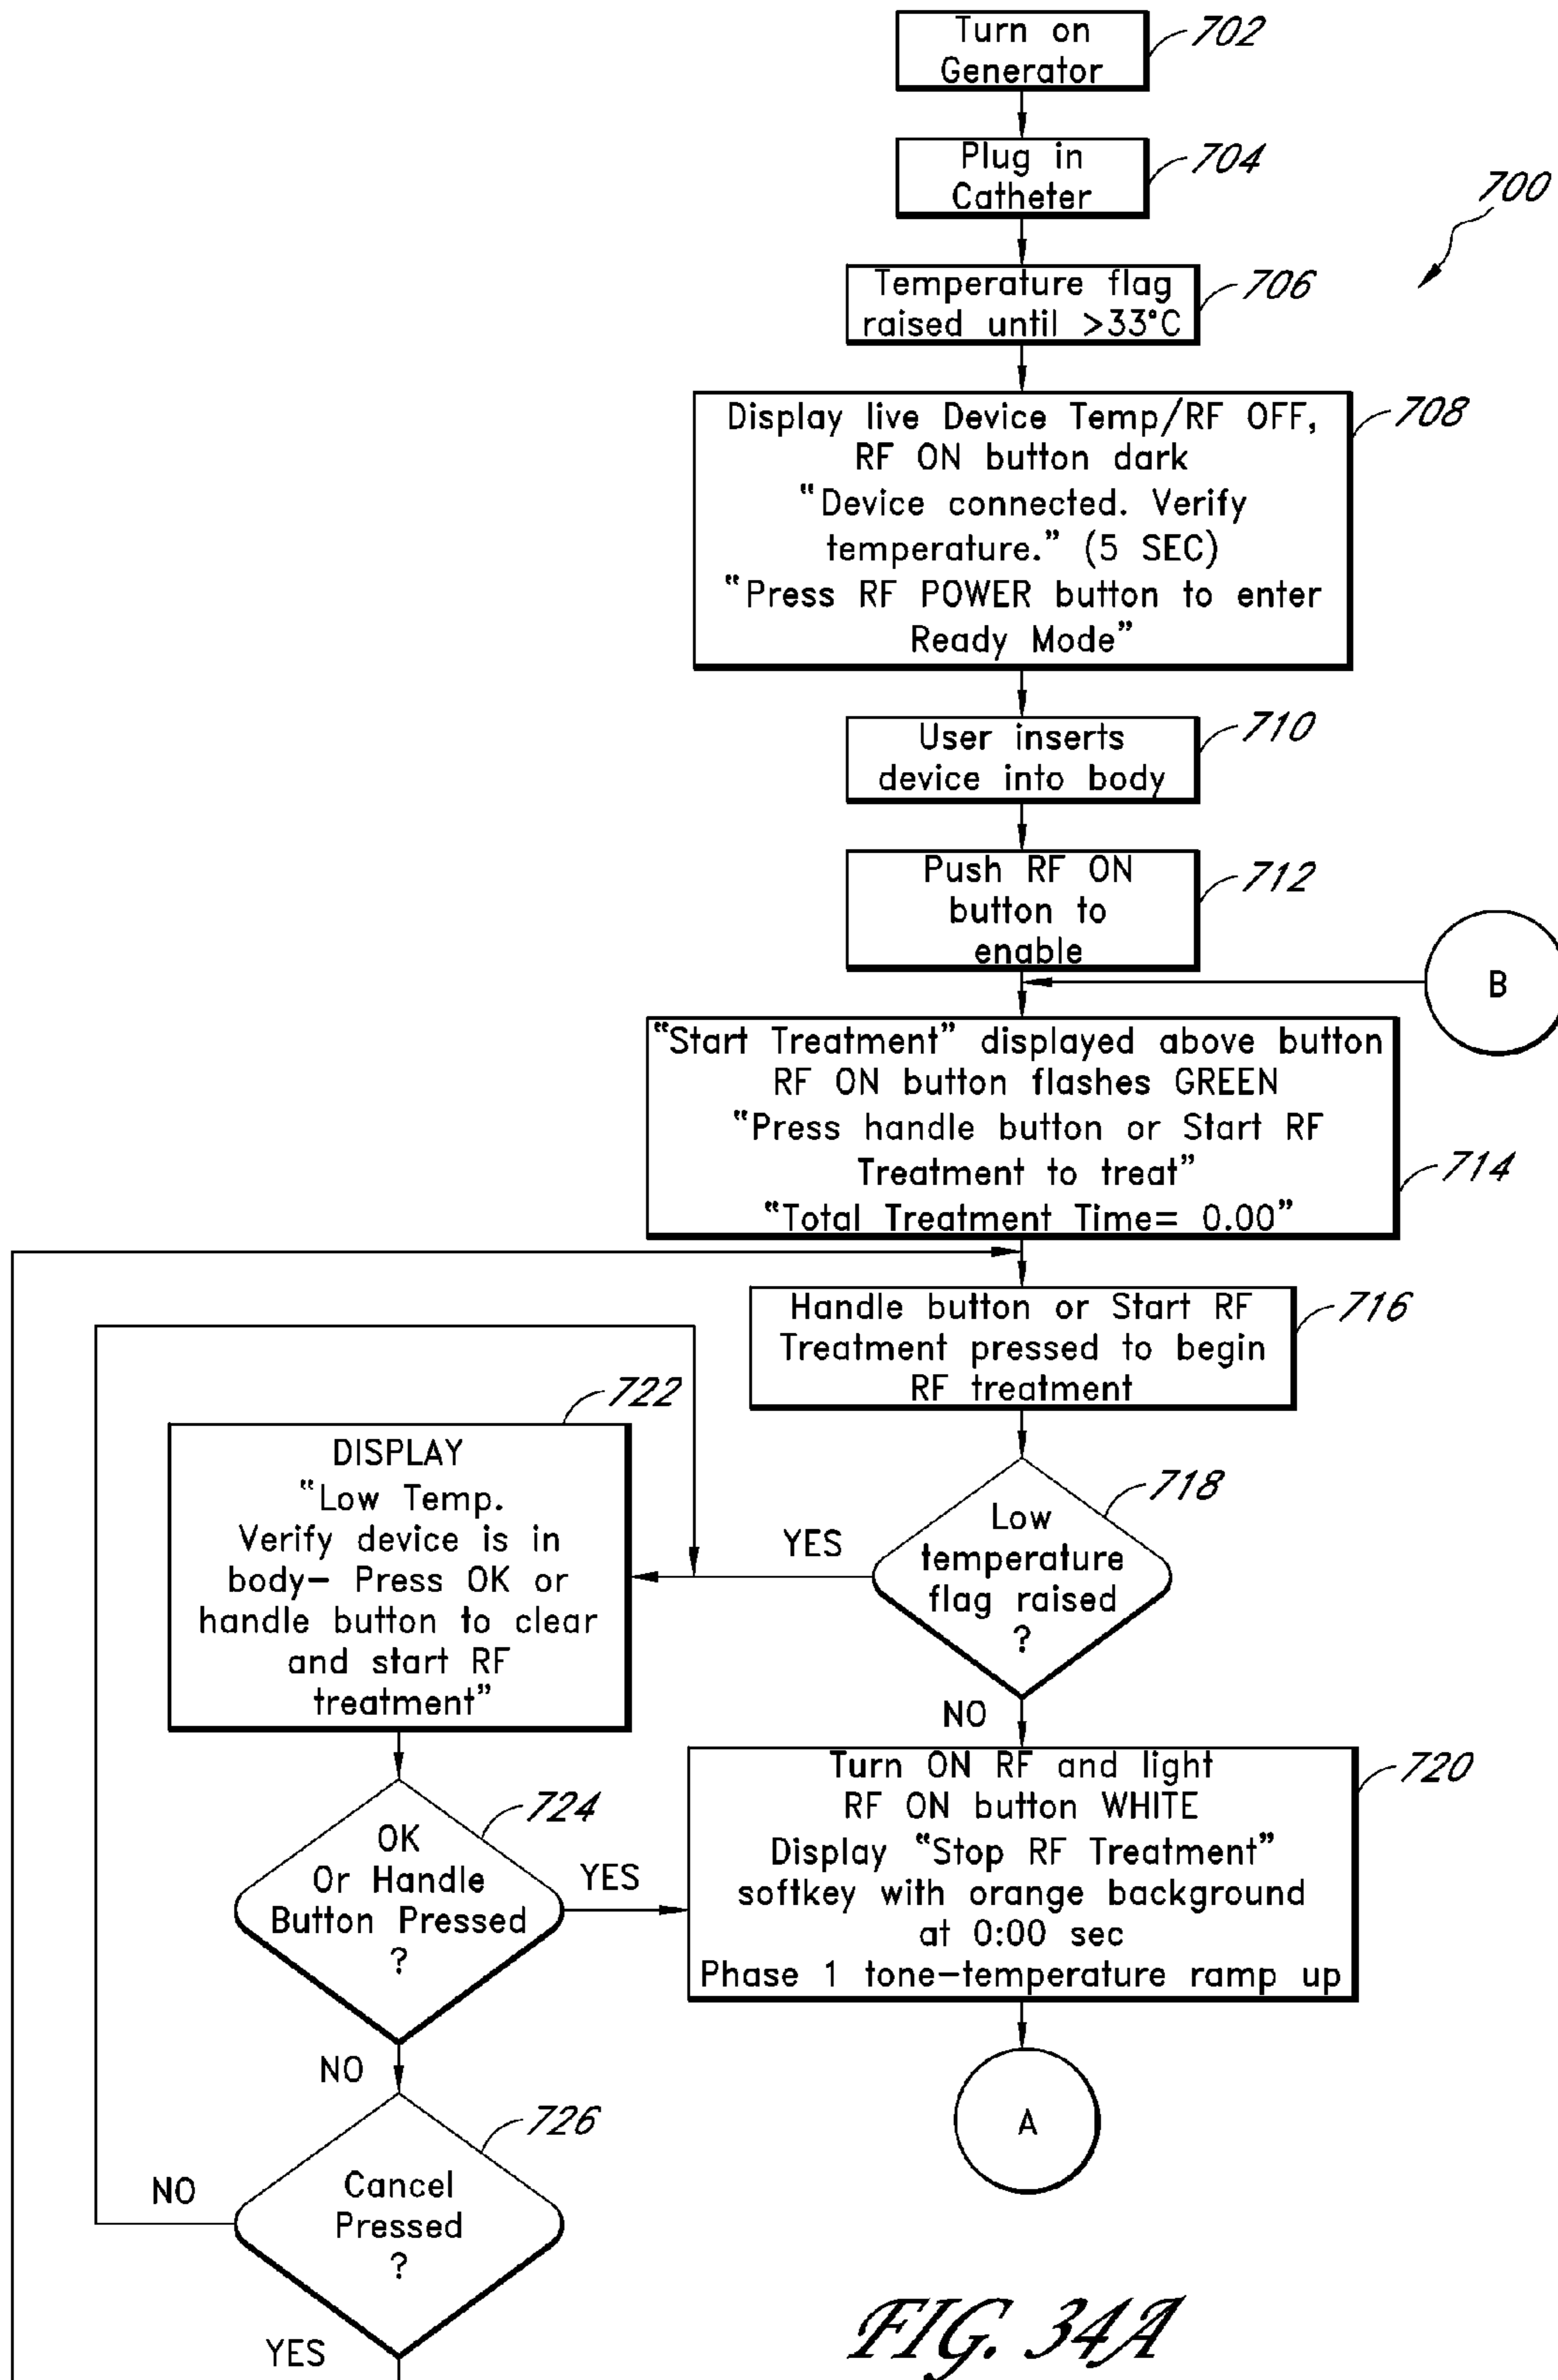 Turn on
Generator
702
Plug in
Catheter
704
700
Temperature flag
raised until >33°C
706
Display live Device Temp/RF OFF,
RF ON button dark
"Device connected. Verify
temperature." (5 SEC)
"Press RF POWER button to enter
Ready Mode"
708
User inserts
device into body
710
Push RF ON
button to
enable
712
B
"Start Treatment" displayed above button
RF ON button flashes GREEN
"Press handle button or Start RF
Treatment to treat"
"Total Treatment Time= 0.00"
714
Handle button or Start RF
Treatment pressed to begin
RF treatment
716
Low
temperature
flag raised
?
718
YES
NO
722
DISPLAY
"Low Temp.
Verify device is in
body- Press OK or
handle button to clear
and start RF
treatment"
OK
Or Handle
Button Pressed
?
724
YES
NO
Turn ON RF and light
RF ON button WHITE
Display "Stop RF Treatment"
softkey with orange background
at 0:00 sec
Phase 1 tone-temperature ramp up
720
A
Cancel
Pressed
?
726
NO
YES
FIG. 34A